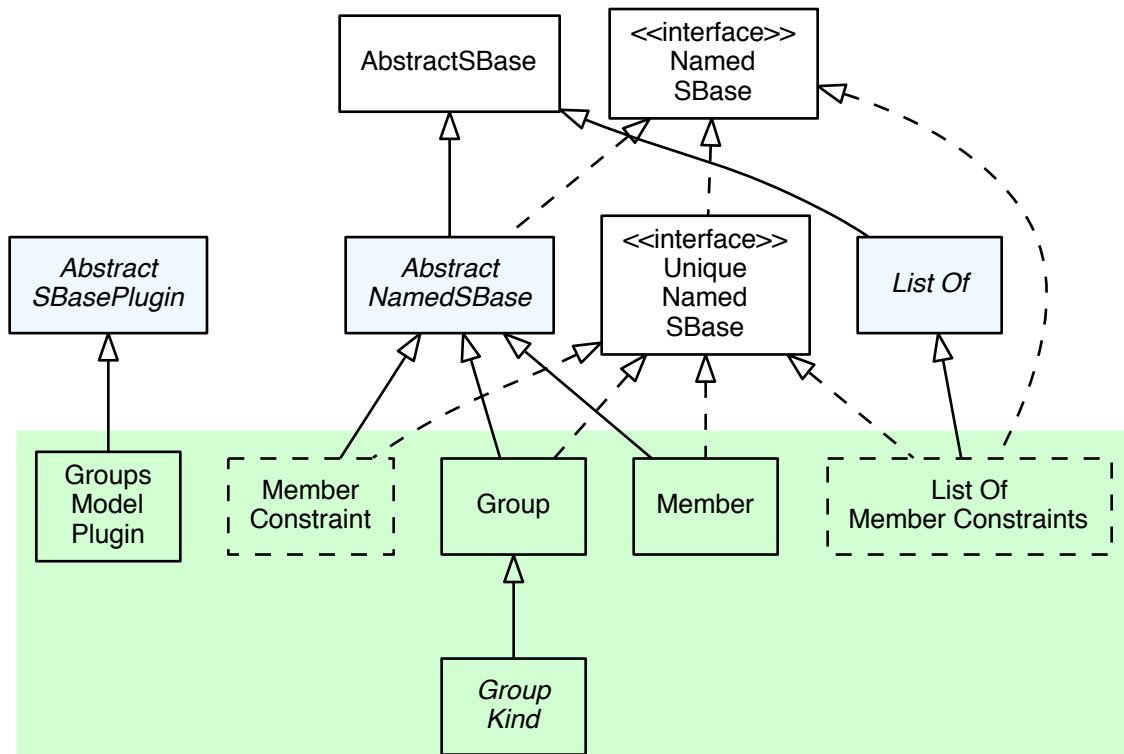 AbstractSBase
<<interface>>
Named
SBase
Abstract
SBasePlugin
Abstract
NamedSBase
<<interface>>
Unique
Named
SBase
List Of
Groups
Model
Plugin
Member
Constraint
Group
Member
List Of
Member Constraints
Group
Kind